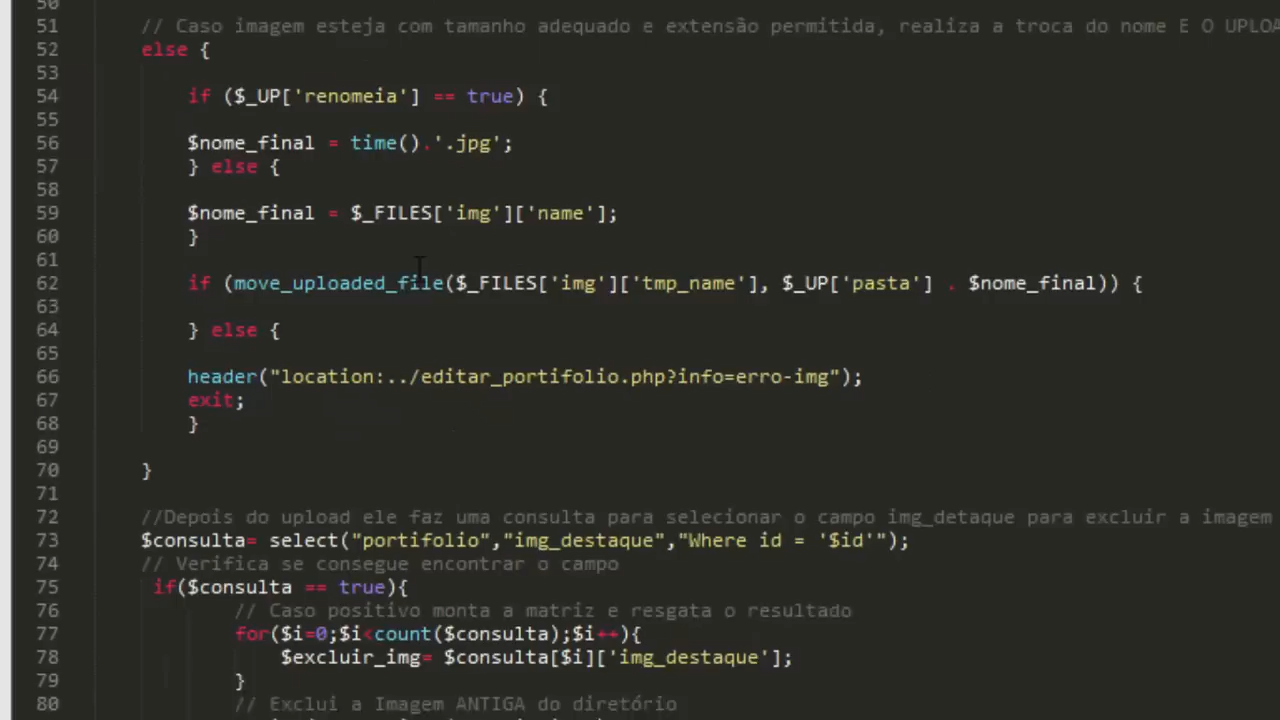 50
51 // Caso imagem esteja com tamanho adequado e extensão permitida, realiza a troca do nome E O UPLOA
52 else {
53
54 if ($_UP['renomeia'] == true) {
55
56 $nome_final = time().'.jpg';
57 } else {
58
59 $nome_final = $_FILES['img']['name'];
60 }
61
62 if (move_uploaded_file($_FILES['img']['tmp_name'], $_UP['pasta'] . $nome_final)) {
63
64 } else {
65
66 header("location:../editar_portifolio.php?info=erro-img");
67 exit;
68 }
69
70 }
71
72 //Depois do upload ele faz uma consulta para selecionar o campo img_detaque para excluir a imagem
73 $consulta= select("portifolio","img_destaque","Where id = '$id'");
74 // Verifica se consegue encontrar o campo
75 if($consulta == true){
76 // Caso positivo monta a matriz e resgata o resultado
77 for($i=0;$i<count($consulta);$i++){
78 $excluir_img= $consulta[$i]['img_destaque'];
79 }
80 // Exclui a Imagem ANTIGA do diretório